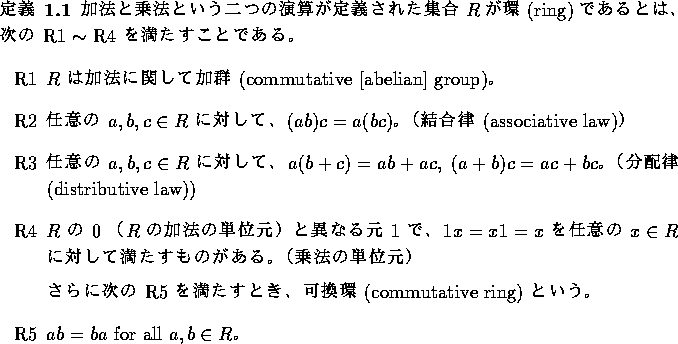 定義 1.1 加法と乗法という二つの演算が定義された集合 R が環 (ring) であるとは、
次の R1 ~ R4 を満たすことである。
R1 R は加法に関して加群 (commutative [abelian] group)。
R2 任意の a, b, c ∈ R に対して、(ab)c = a(bc)。（結合律 (associative law)）
R3 任意の a, b, c ∈ R に対して、a(b + c) = ab + ac, (a + b)c = ac + bc。（分配律
(distributive law)）
R4 R の 0 （R の加法の単位元）と異なる元 1 で、1x = x1 = x を任意の x ∈ R
に対して満たすものがある。（乗法の単位元）
さらに次の R5 を満たすとき、可換環 (commutative ring) という。
R5 ab = ba for all a, b ∈ R。